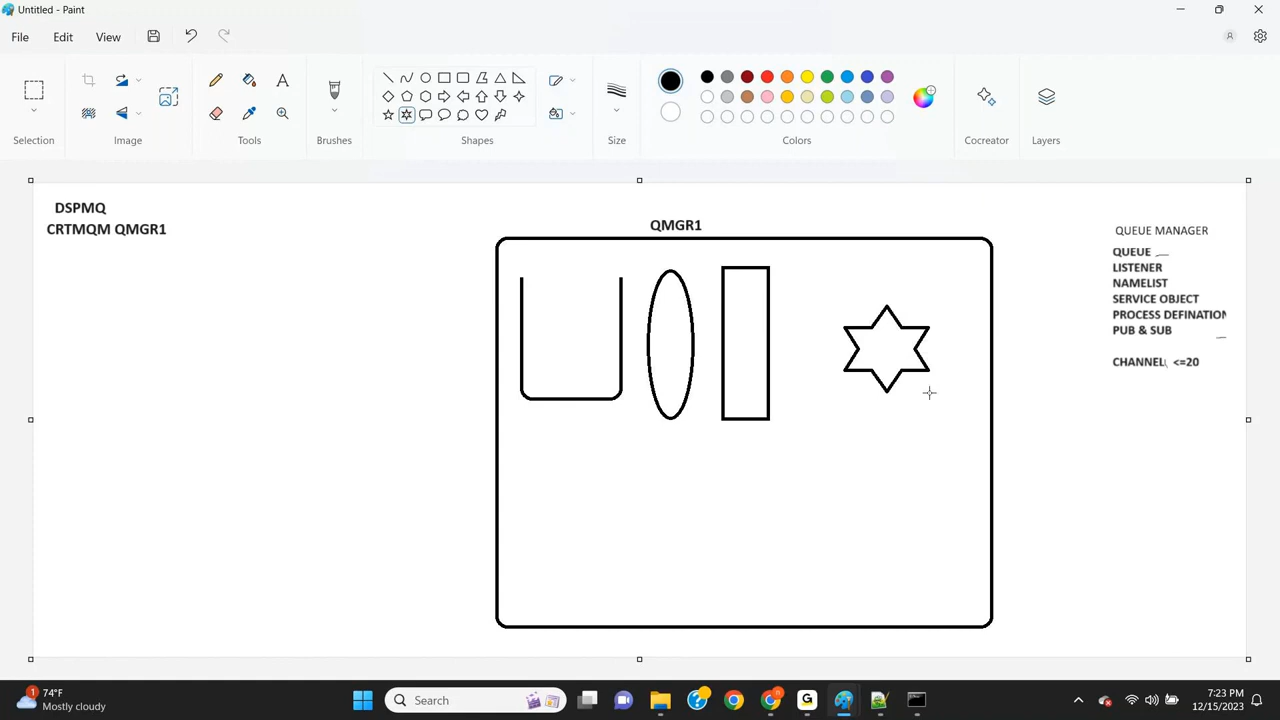 Untitled - Paint
File Edit View
Selection Image Tools Brushes Shapes Size Colors Cocreator Layers
DSPMQ
CRTMQM QMGR1
QMGR1
QUEUE MANAGER
QUEUE
LISTENER
NAMELIST
SERVICE OBJECT
PROCESS DEFINATION
PUB & SUB
CHANNEL <=20
1
74°F
Mostly cloudy
Search
7:23 PM
12/15/2023